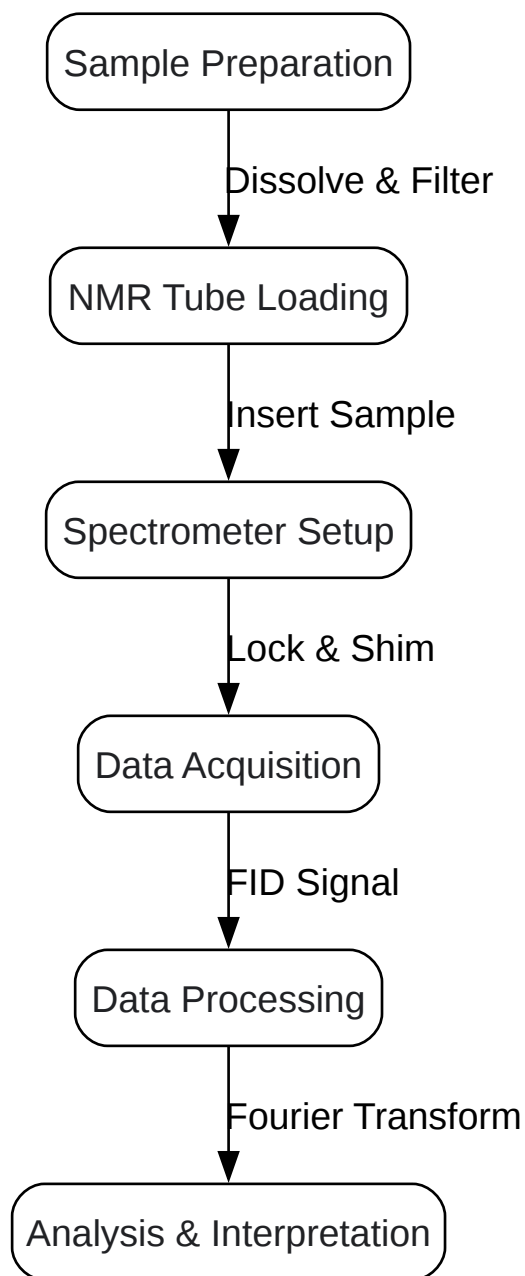 Sample Preparation
Dissolve & Filter
NMR Tube Loading
Insert Sample
Spectrometer Setup
Lock & Shim
Data Acquisition
FID Signal
Data Processing
Fourier Transform
Analysis & Interpretation